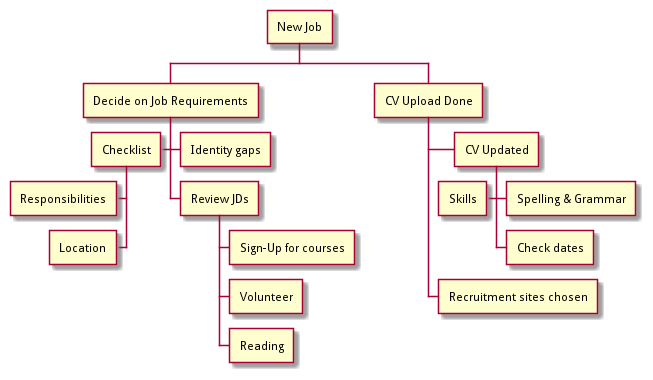 New Job
Decide on Job Requirements
CV Upload Done
Checklist
Identity gaps
CV Updated
Responsibilities
Review JDs
Skills
Spelling & Grammar
Location
Sign-Up for courses
Check dates
Volunteer
Recruitment sites chosen
Reading